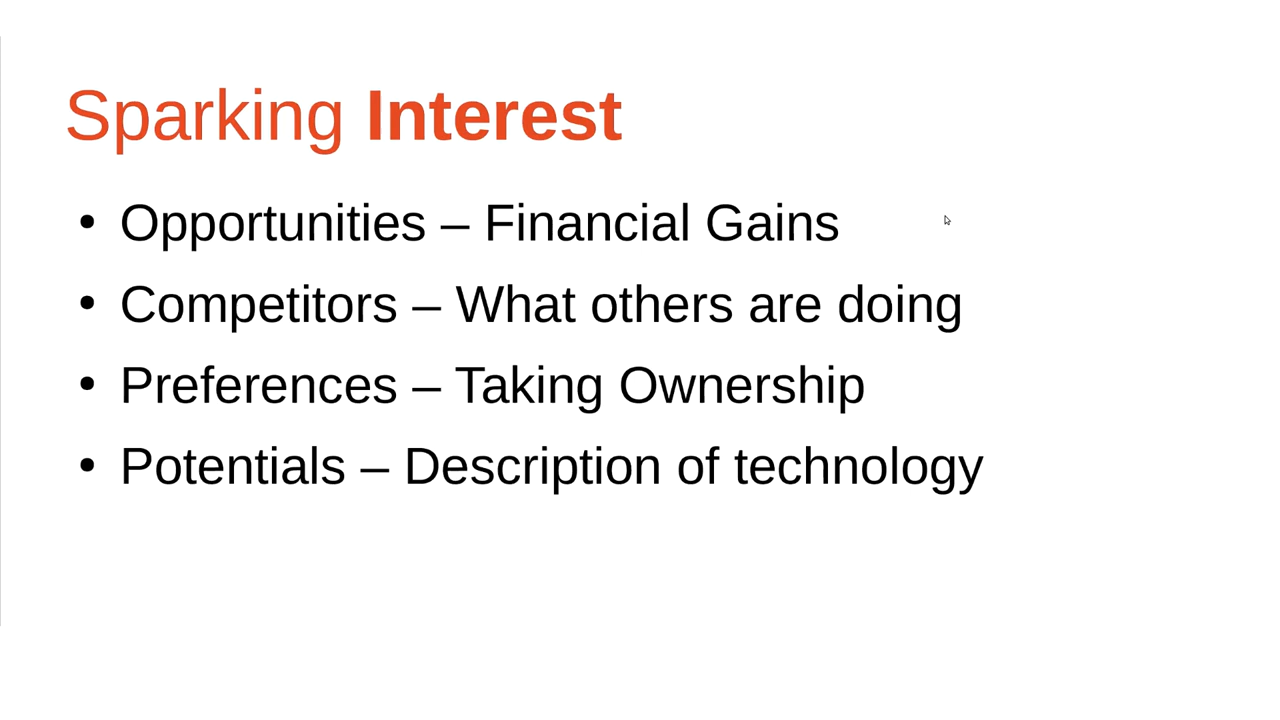 Sparking Interest
• Opportunities – Financial Gains
• Competitors – What others are doing
• Preferences – Taking Ownership
• Potentials – Description of technology